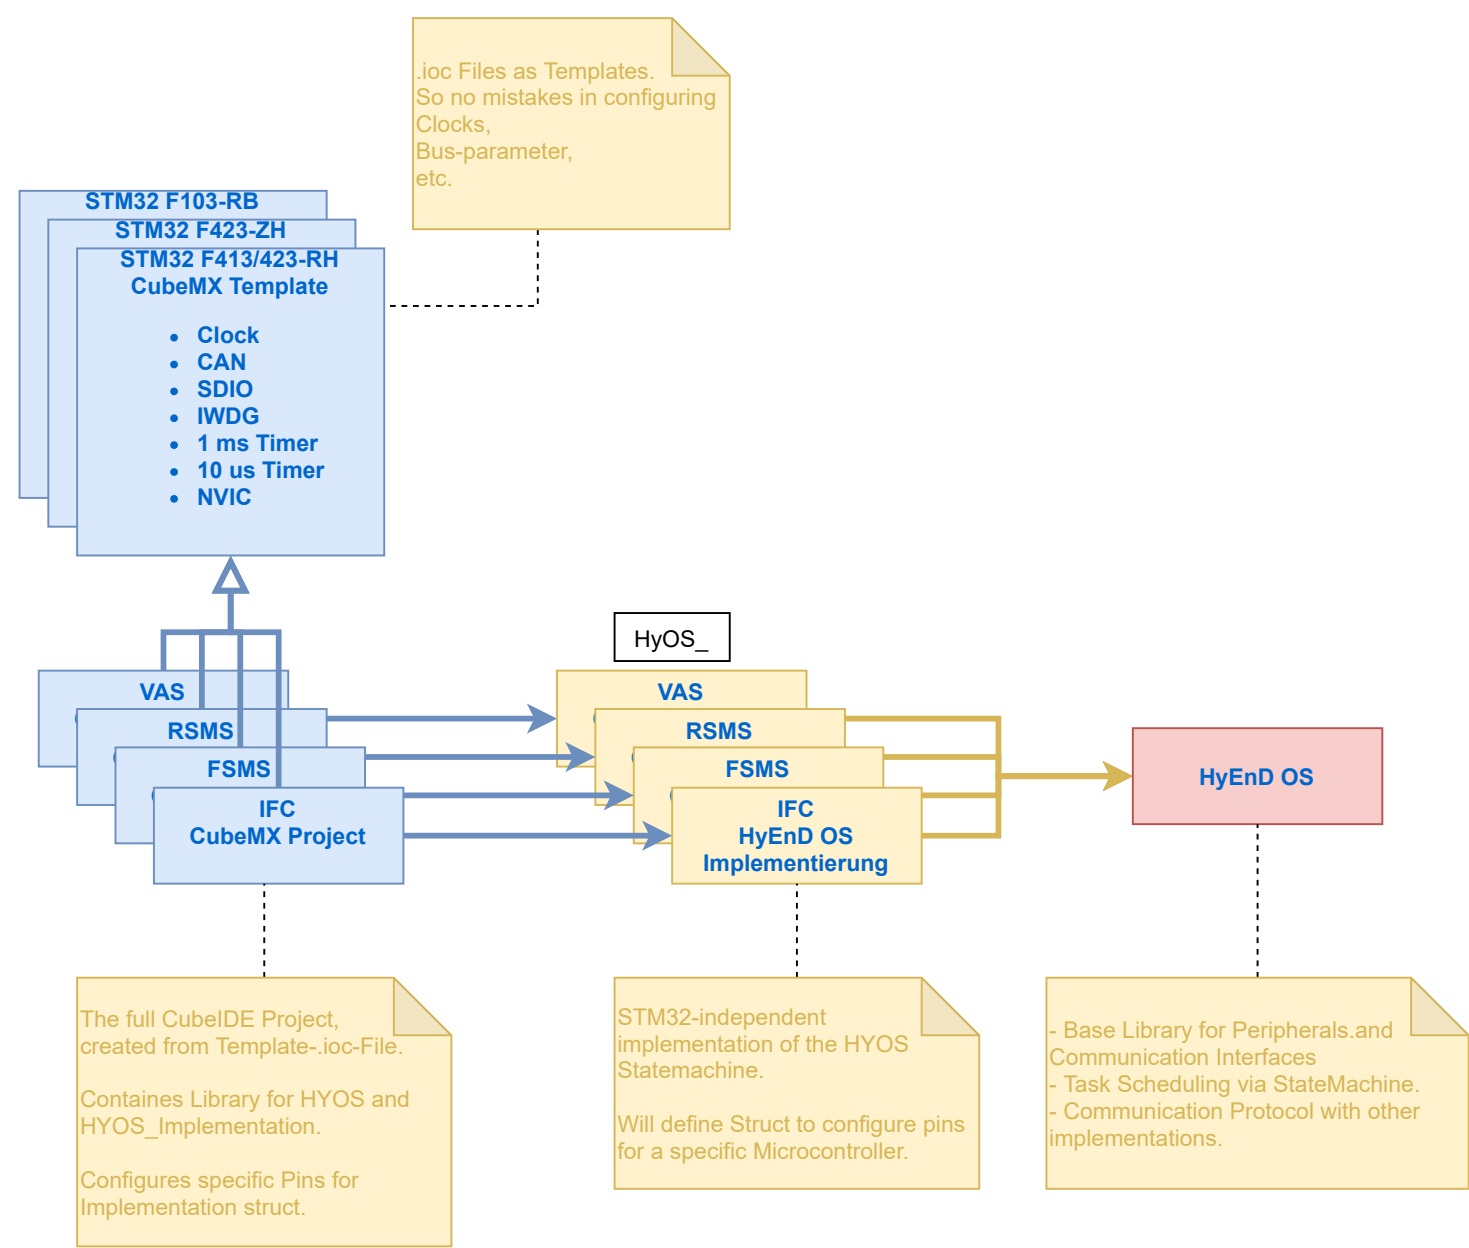 .ioc Files as Templates.
So no mistakes in configuring
Clocks,
Bus-parameter,
etc.
STM32 F103-RB
STM32 F423-ZH
STM32 F413/423-RH
CubeMX Template
• Clock
• CAN
• SDIO
• IWDG
• 1 ms Timer
• 10 us Timer
• NVIC
HyOS_
VAS
RSMS
FSMS
IFC
CubeMX Project
VAS
RSMS
FSMS
IFC
HyEnD OS
Implementierung
HyEnD OS
The full CubeIDE Project,
created from Template-.ioc-File.
Containes Library for HYOS and
HYOS_Implementation.
Configures specific Pins for
Implementation struct.
STM32-independent
implementation of the HYOS
Statemachine.
Will define Struct to configure pins
for a specific Microcontroller.
- Base Library for Peripherals.and
Communication Interfaces
- Task Scheduling via StateMachine.
- Communication Protocol with other
implementations.